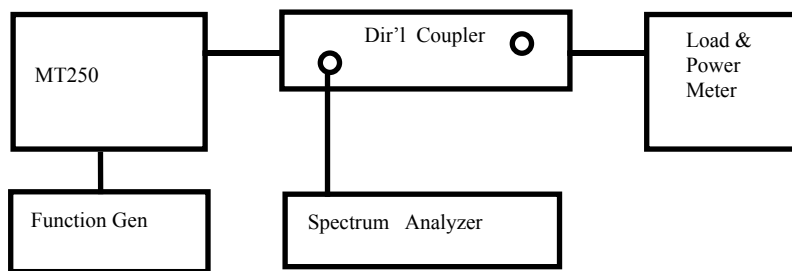 MT250
Dir’l Coupler
Load &
Power
Meter
Function Gen
Spectrum Analyzer